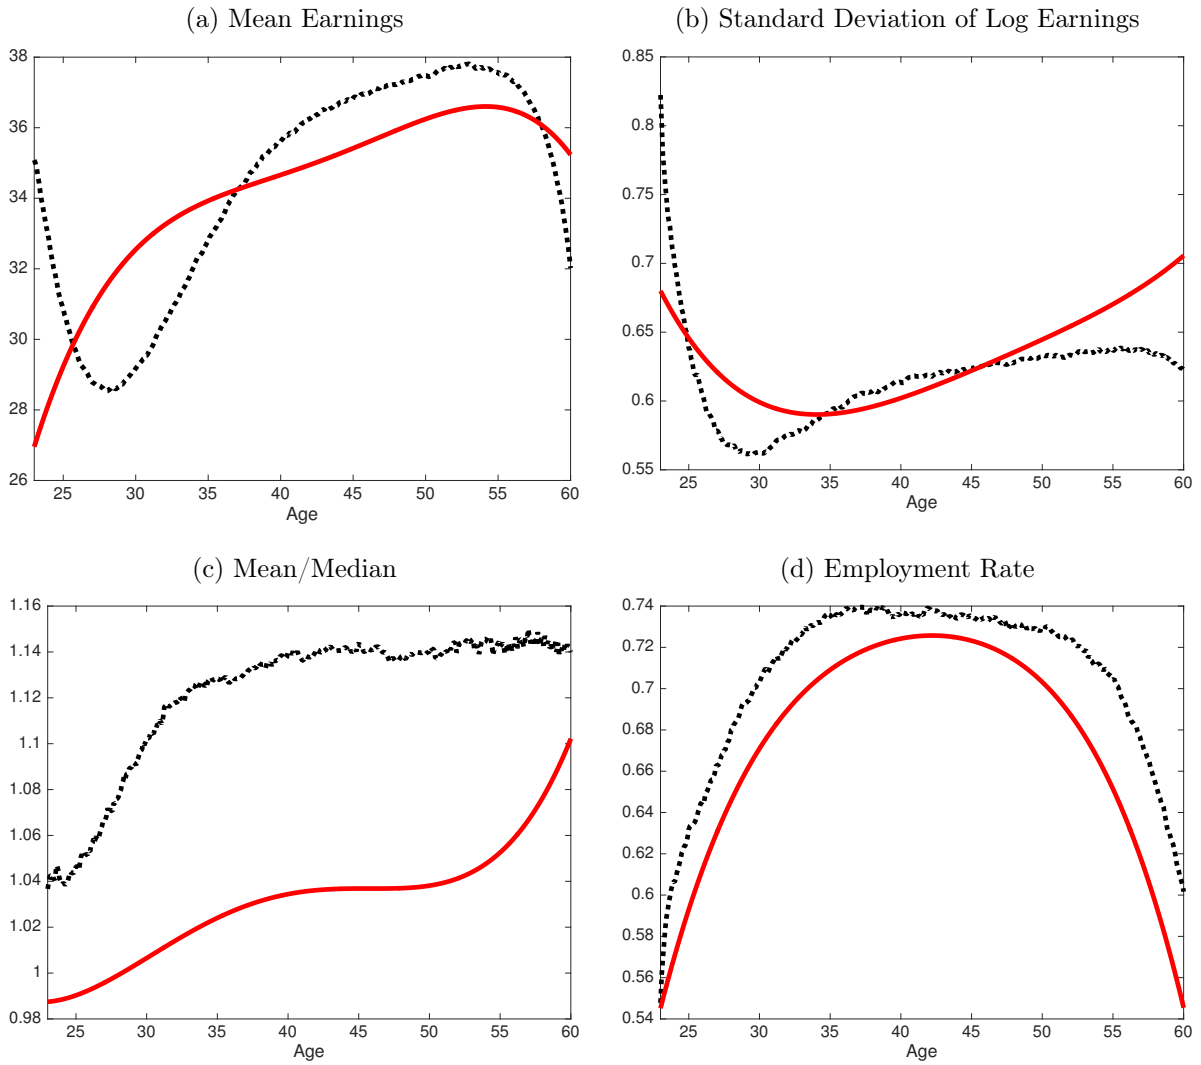 (a) Mean Earnings
38
36
34
32
30
28
26
25 30 35 40 45 50 55 60
Age
(b) Standard Deviation of Log Earnings
0.85
0.8
0.75
0.7
0.65
0.6
0.55
25 30 35 40 45 50 55 60
Age
(c) Mean/Median
1.16
1.14
1.12
1.1
1.08
1.06
1.04
1.02
1
0.98
25 30 35 40 45 50 55 60
Age
(d) Employment Rate
0.74
0.72
0.7
0.68
0.66
0.64
0.62
0.6
0.58
0.56
0.54
25 30 35 40 45 50 55 60
Age